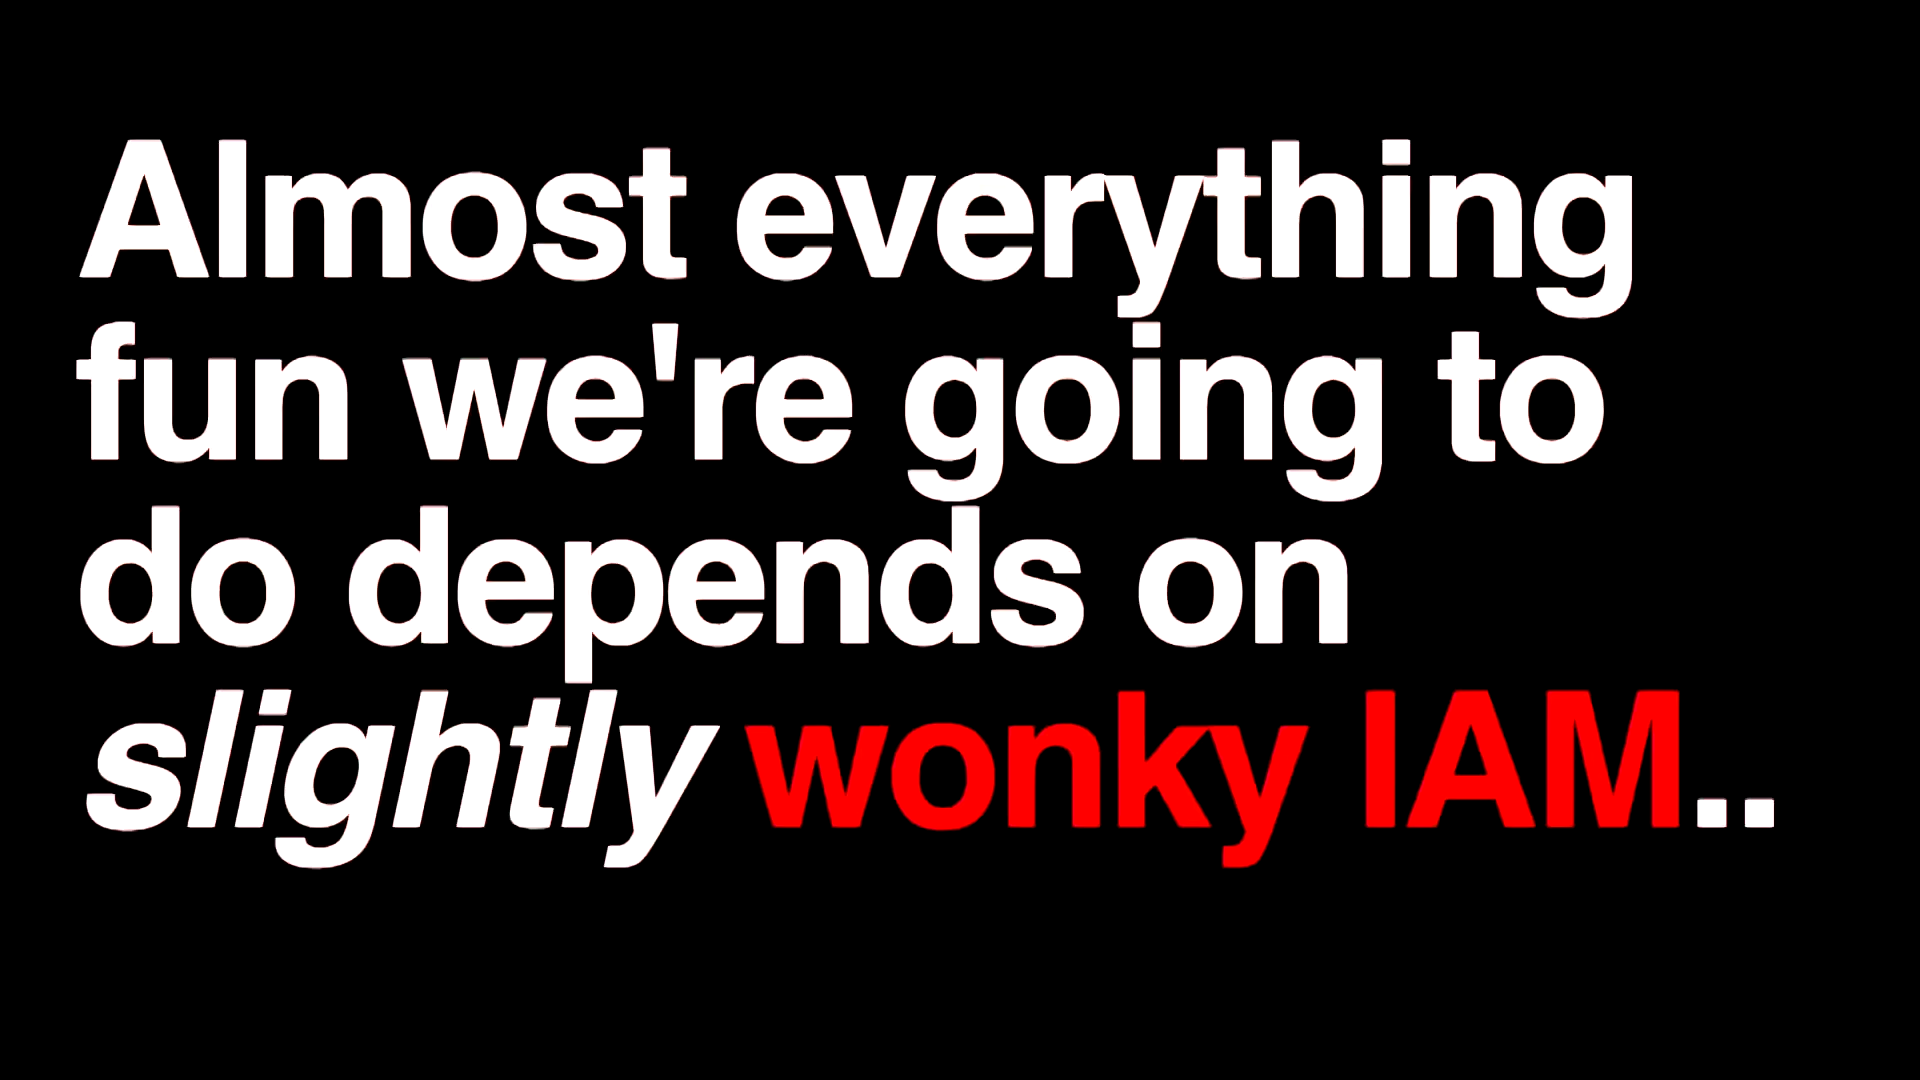 Almost everything
fun we're going to
do depends on
slightly wonky IAM..